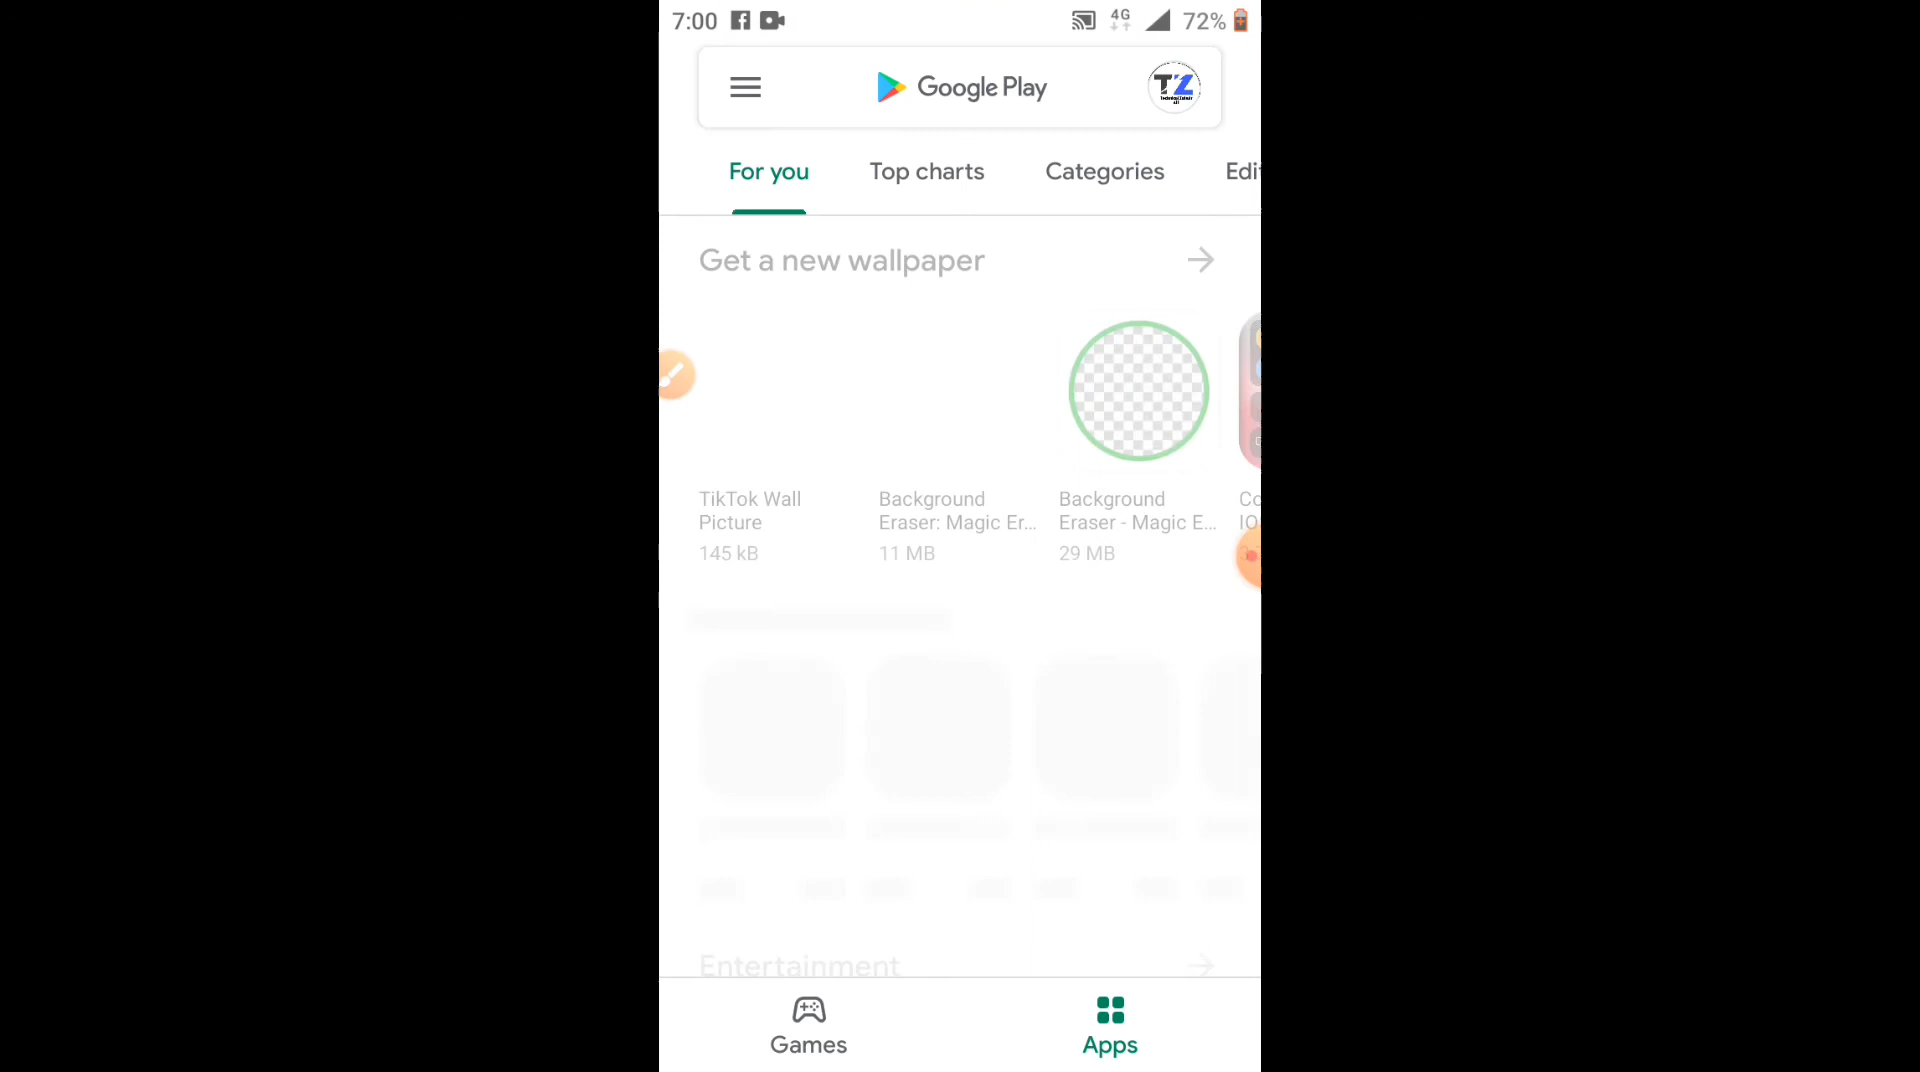 7:00 4G 72%
Google Play
TZ
For you Top charts Categories Edi
Get a new wallpaper
TikTok Wall Picture
145 kB
Background Eraser: Magic Er...
11 MB
Background Eraser - Magic E...
29 MB
Co
IO
Entertainment
Games Apps